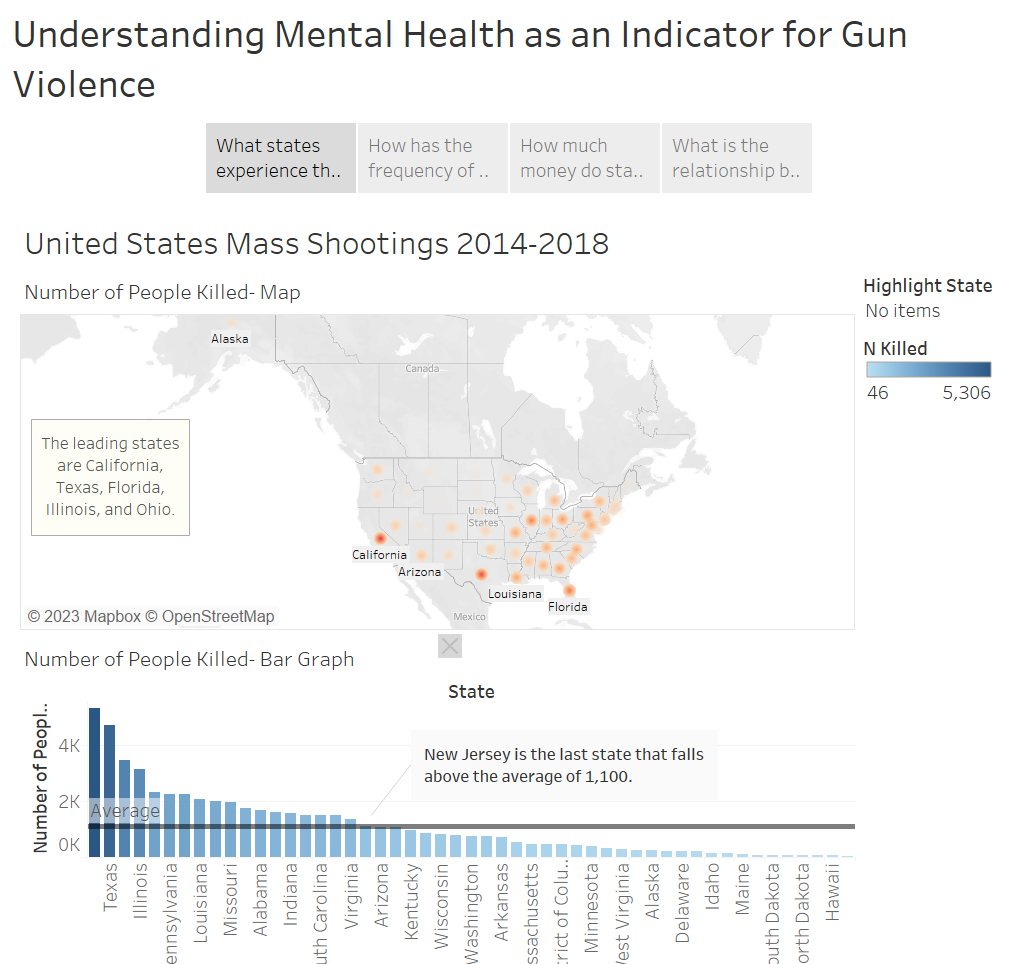 Understanding Mental Health as an Indicator for Gun
Violence
What states
experience th..
How has the
frequency of ..
How much
money do sta..
What is the
relationship b..
United States Mass Shootings 2014-2018
Number of People Killed- Map
Highlight State
No items
N Killed
46 5,306
Alaska
Canada
The leading states
are California,
Texas, Florida,
Illinois, and Ohio.
United
States
California
Arizona
Louisiana
Florida
Mexico
© 2023 Mapbox © OpenStreetMap
Number of People Killed- Bar Graph
State
Number of Peopl..
4K
2K
0K
New Jersey is the last state that falls
above the average of 1,100.
Average
Texas
Illinois
ennsylvania
Louisiana
Missouri
Alabama
Indiana
uth Carolina
Virginia
Arizona
Kentucky
Wisconsin
Washington
Arkansas
ssachusetts
trict of Colu..
Minnesota
Vest Virginia
Alaska
Delaware
Idaho
Maine
outh Dakota
orth Dakota
Hawaii